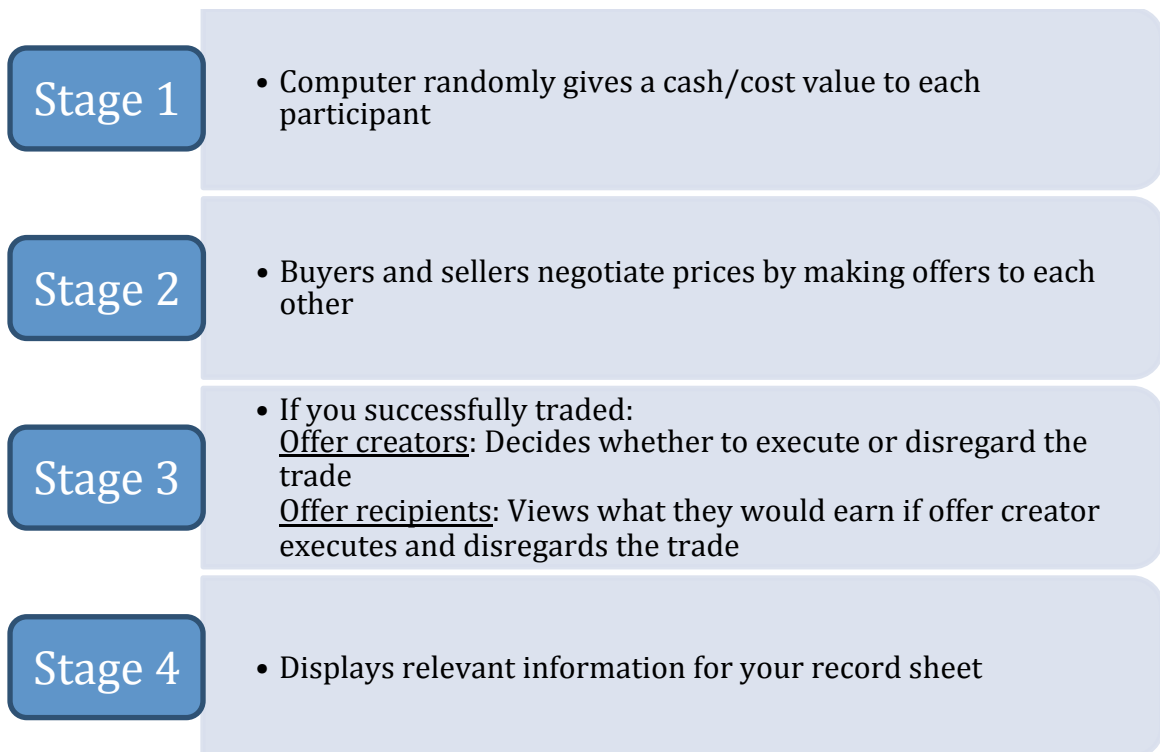 Stage 1
• Computer randomly gives a cash/cost value to each
participant
Stage 2
• Buyers and sellers negotiate prices by making offers to each
other
Stage 3
• If you successfully traded:
Offer creators: Decides whether to execute or disregard the
trade
Offer recipients: Views what they would earn if offer creator
executes and disregards the trade
Stage 4
• Displays relevant information for your record sheet